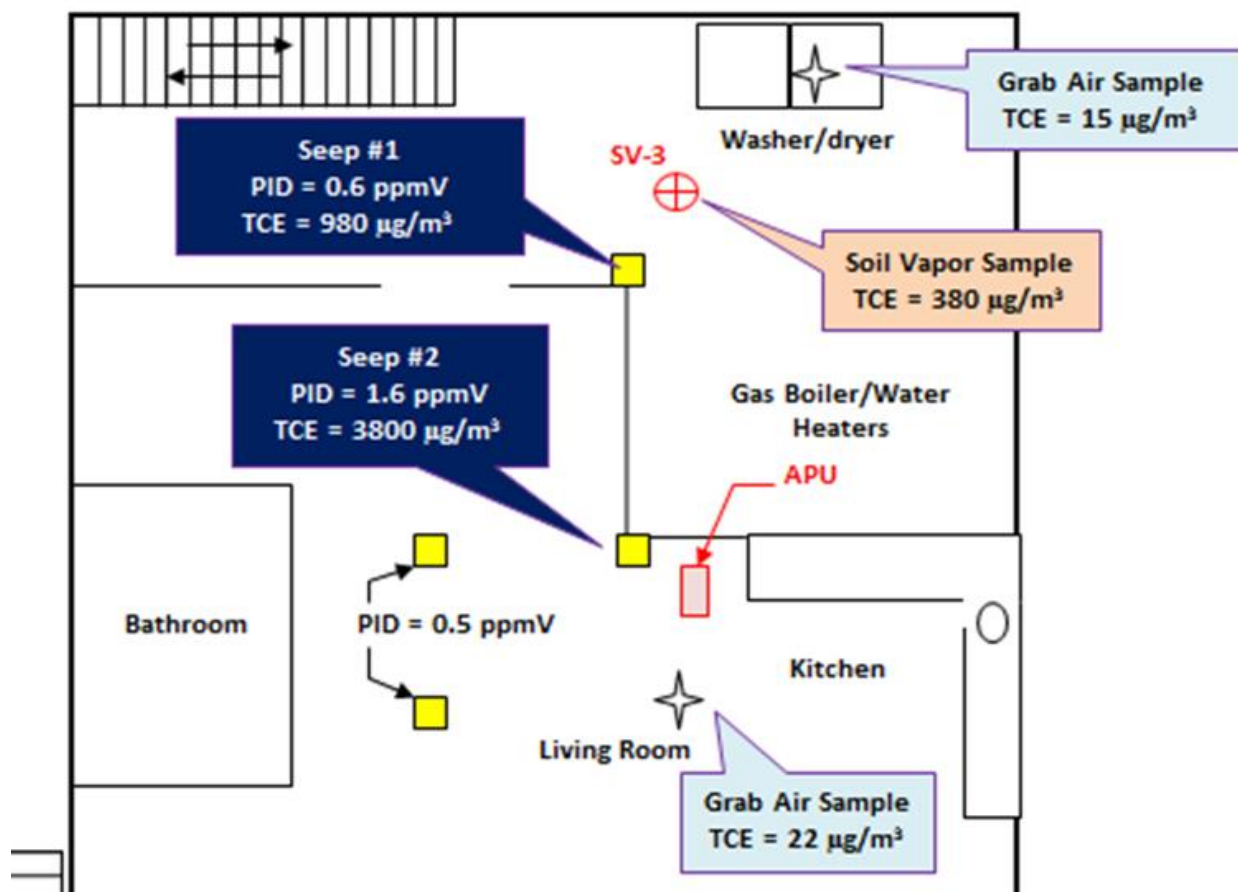 Grab Air Sample
TCE = 15 µg/m³
Washer/dryer
Seep #1
PID = 0.6 ppmV
TCE = 980 µg/m³
SV-3
Soil Vapor Sample
TCE = 380 µg/m³
Seep #2
PID = 1.6 ppmV
TCE = 3800 µg/m³
Gas Boiler/Water
Heaters
APU
Bathroom
PID = 0.5 ppmV
Kitchen
Living Room
Grab Air Sample
TCE = 22 µg/m³